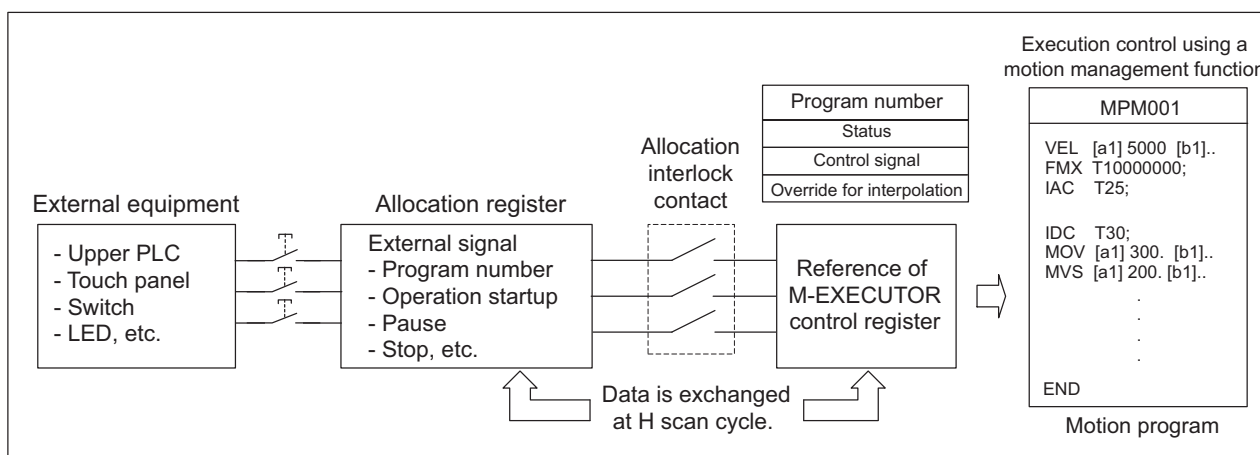 Execution control using a
motion management function
Program number
Status
Control signal
Override for interpolation
MPM001
VEL [a1] 5000 [b1]..
FMX T10000000;
IAC T25;
IDC T30;
MOV [a1] 300. [b1]..
MVS [a1] 200. [b1]..
.
.
.
.
END
Motion program
Allocation
interlock
contact
External equipment
- Upper PLC
- Touch panel
- Switch
- LED, etc.
Allocation register
External signal
- Program number
- Operation startup
- Pause
- Stop, etc.
Reference of
M-EXECUTOR
control register
Data is exchanged
at H scan cycle.